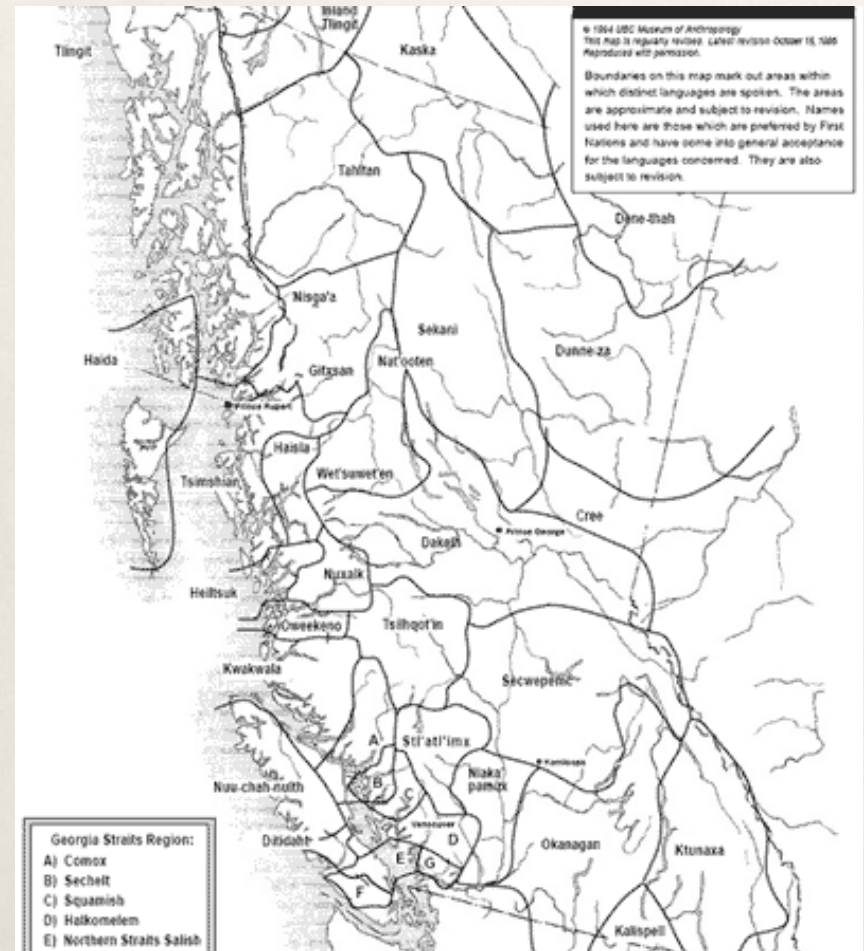 Inland
Tlingit
Tlingit
Kaska
© 1994 UBC Museum of Anthropology
This map is regularly revised. Latest revision October 15, 1996
Reproduced with permission.
Boundaries on this map mark out areas within
which distinct languages are spoken. The areas
are approximate and subject to revision. Names
used here are those which are preferred by First
Nations and have come into general acceptance
for the languages concerned. They are also
subject to revision.
Tahltan
Dene-thah
Nisga'a
Sekani
Haida
Gitxsan
Nat'ooten
Dunne-za
Prince Rupert
Haisla
Wet'suwet'en
Tsimshian
Cree
Prince George
Dakelh
Nuxalk
Heiltsuk
Oweekeno
Tsilhqot'in
Kwakwala
Secwepemc
A
Stl'atl'imx
Kamloops
Nlaka'
pamux
B
C
Nuu-chah-nulth
Vancouver
D
Ditidaht
Okanagan
Ktunaxa
E
G
F
Kalispell
Georgia Straits Region:
A) Comox
B) Sechelt
C) Squamish
D) Halkomelem
E) Northern Straits Salish